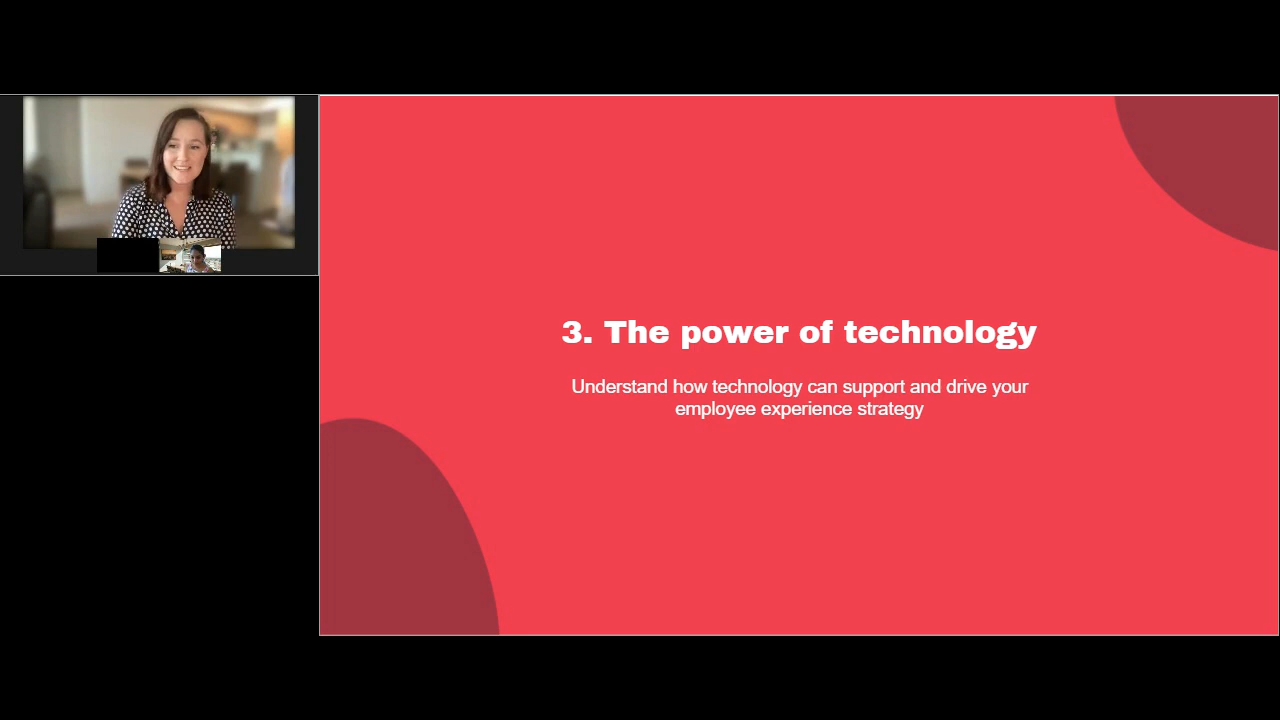 3. The power of technology
Understand how technology can support and drive your
employee experience strategy